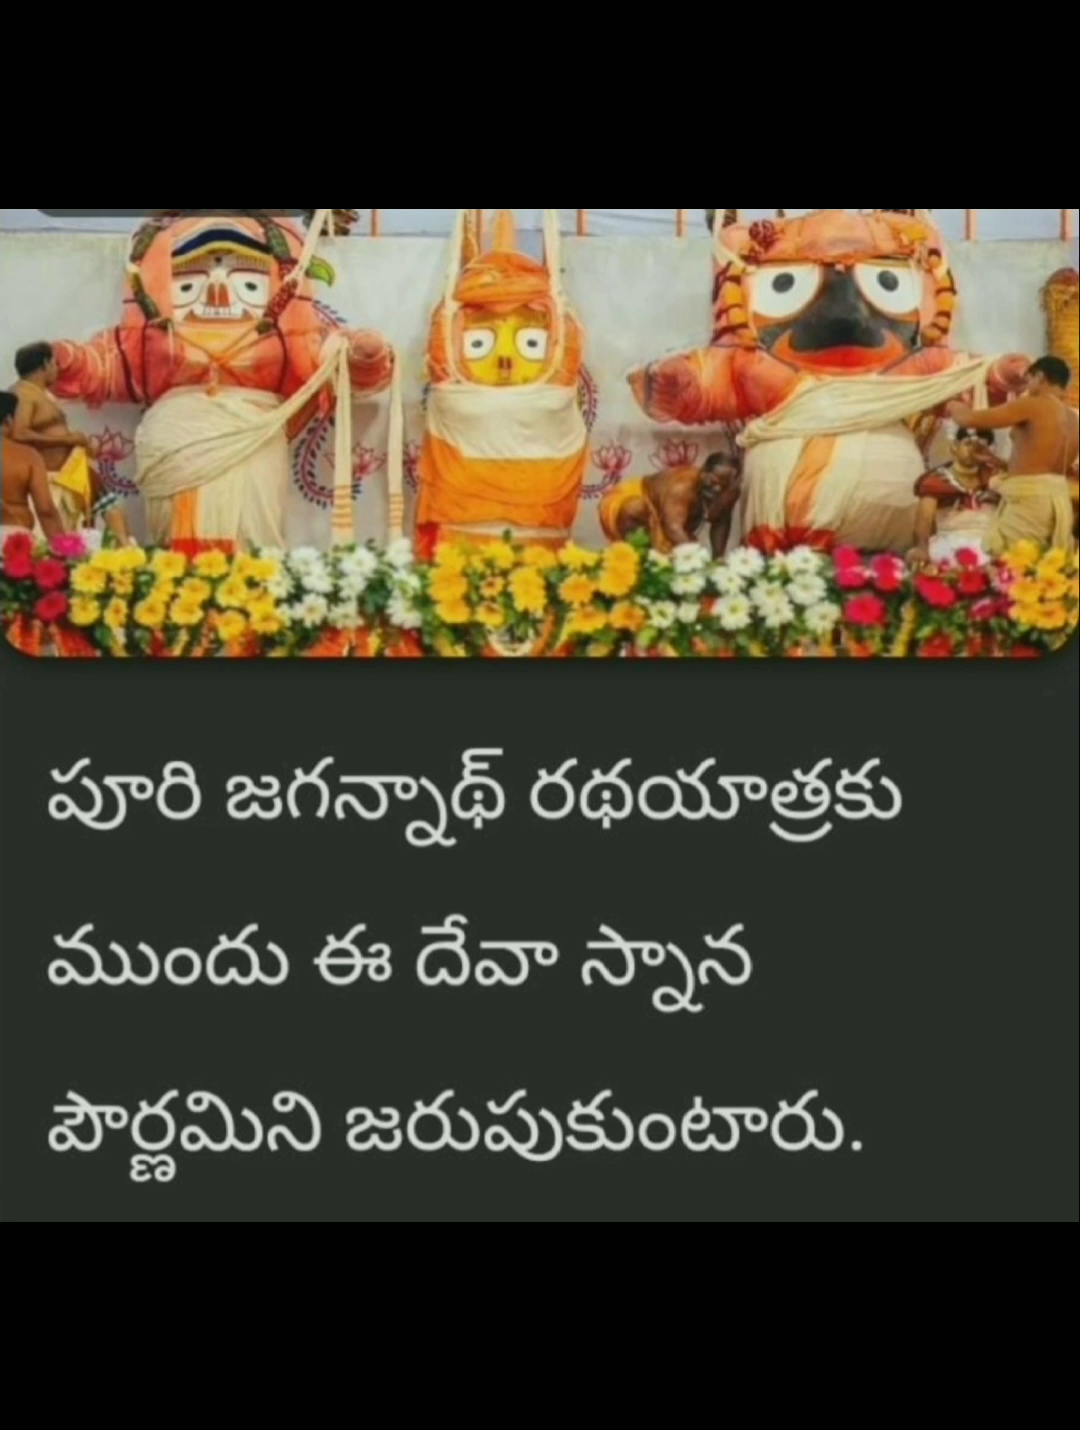 పూరి జగన్నాథ్ రథయాత్రకు
ముందు ఈ దేవా స్నాన
పౌర్ణమిని జరుపుకుంటారు.